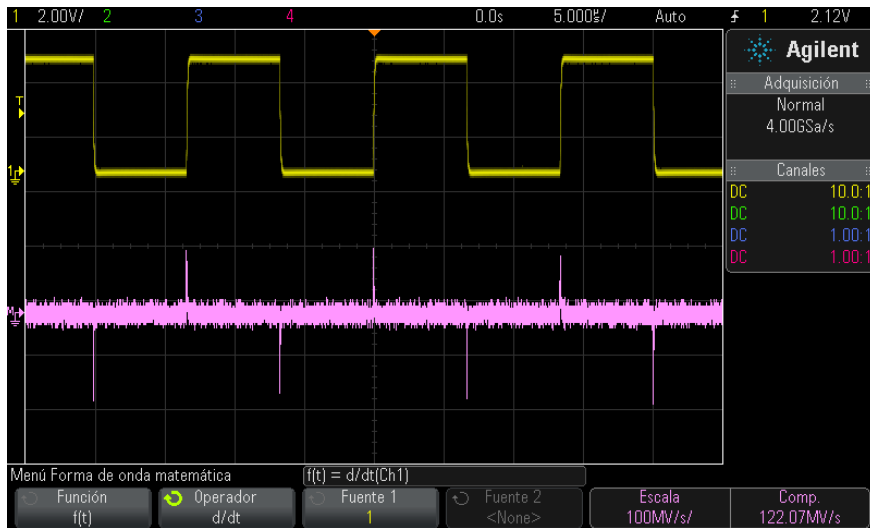 1 2.00V/ 2 3 4 0.0s 5.000㎲/ Auto 1 2.12V
Agilent
Adquisición
Normal
4.00GSa/s
Canales
DC 10.0:1
DC 10.0:1
DC 1.00:1
DC 1.00:1
T
1
M
Menú Forma de onda matemática f(t) = d/dt(Ch1)
Función Operador Fuente 1 Fuente 2 Escala Comp.
f(t) d/dt 1 <None> 100MV/s/ 122.07MV/s